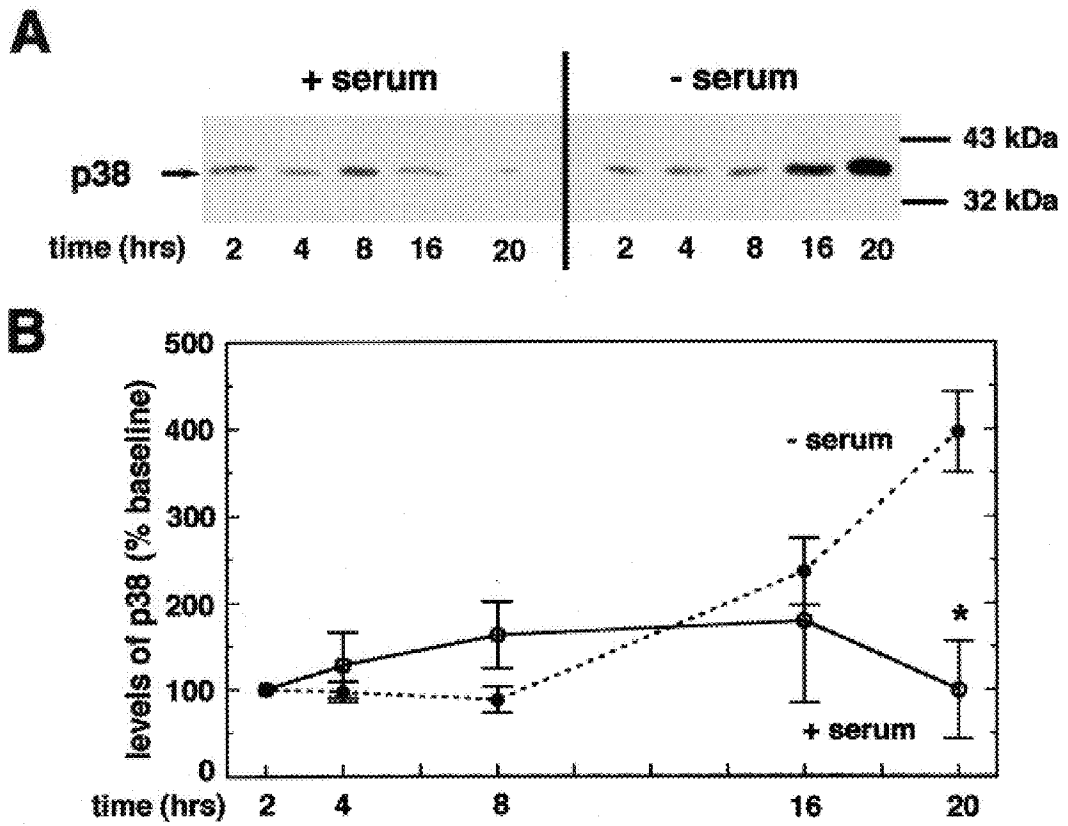 A
+ serum
- serum
43 kDa
p38
32 kDa
time (hrs) 2 4 8 16 20 2 4 8 16 20
B
levels of p38 (% baseline)
500
400
300
200
100
0
- serum
*
+ serum
time (hrs) 2 4 8 16 20